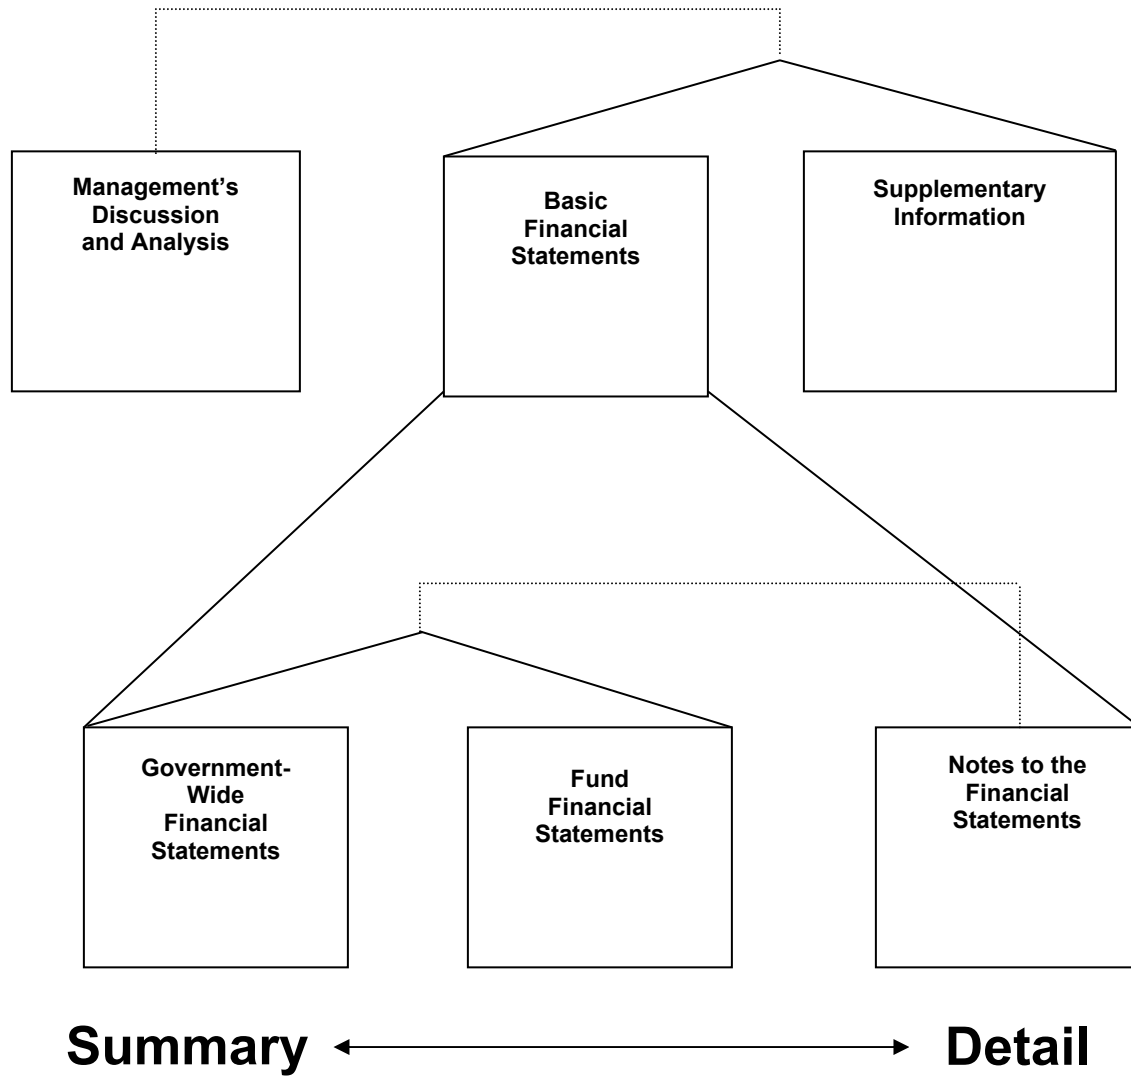 Management’s
Discussion
and Analysis
Basic
Financial
Statements
Supplementary
Information
Government-
Wide
Financial
Statements
Fund
Financial
Statements
Notes to the
Financial
Statements
Summary
Detail